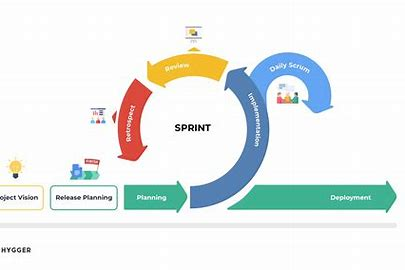 Review
Daily Scrum
Retrospect
SPRINT
Implementation
oject Vision
Release Planning
Planning
Deployment
HYGGER